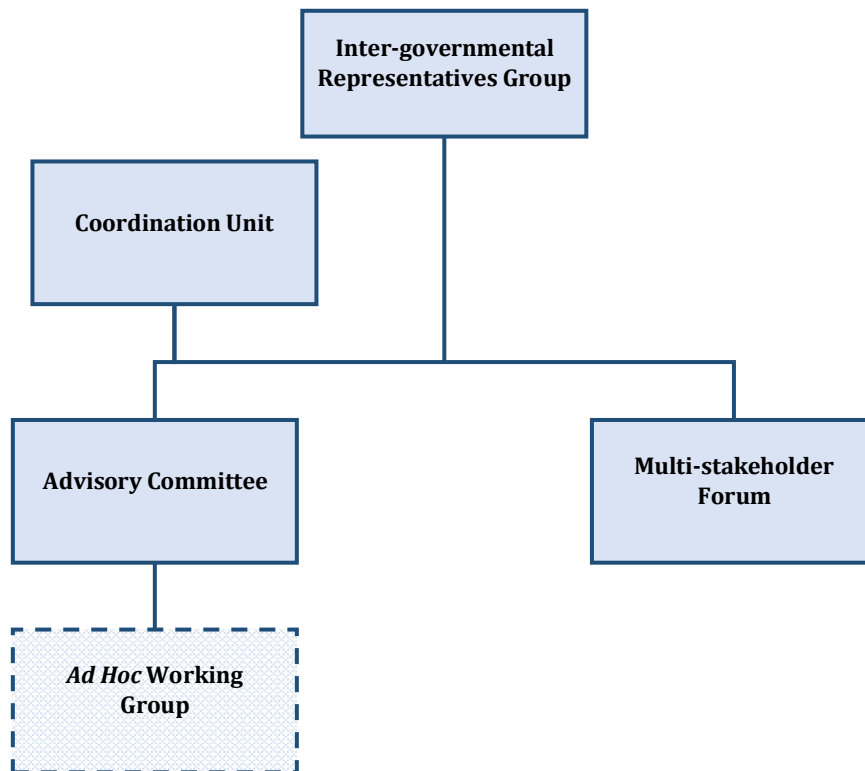 Inter-governmental
Representatives Group
Coordination Unit
Advisory Committee
Multi-stakeholder
Forum
Ad Hoc Working
Group